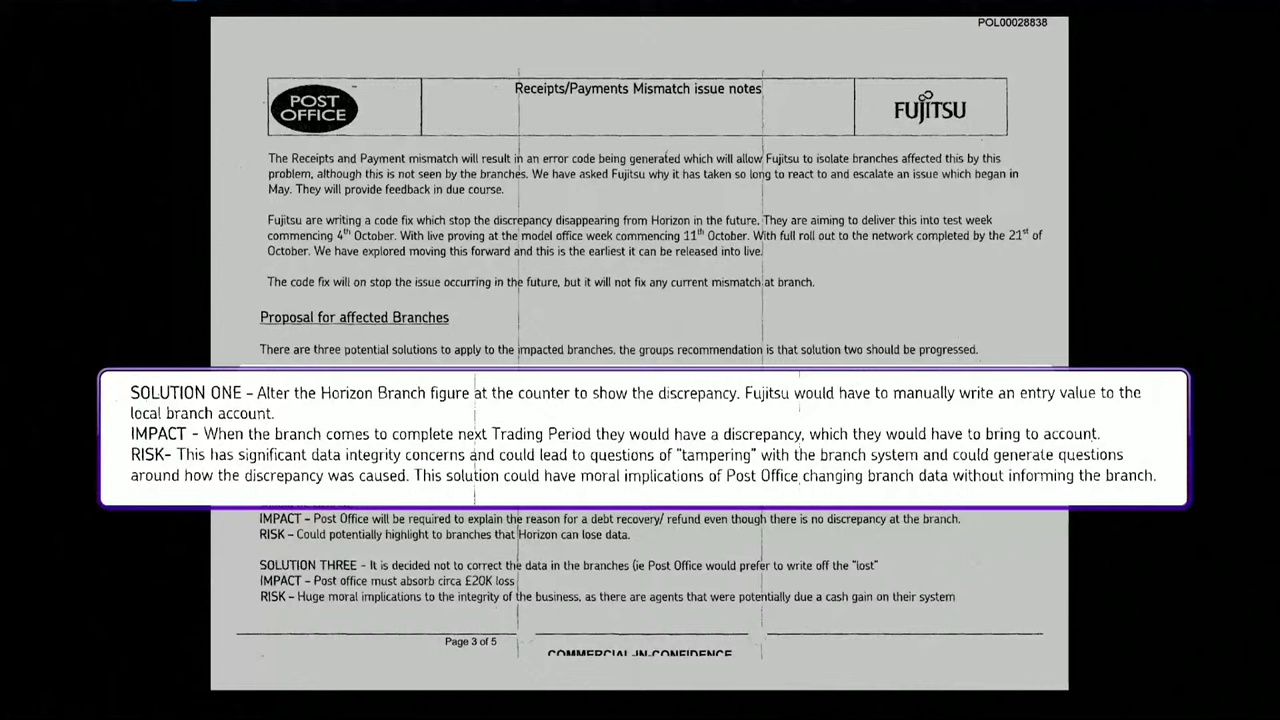 POL00028838
POST
OFFICE
Receipts/Payments Mismatch issue notes
FUJITSU
The Receipts and Payment mismatch will result in an error code being generated which will allow Fujitsu to isolate branches affected this by this
problem, although this is not seen by the branches. We have asked Fujitsu why it has taken so long to react to and escalate an issue which began in
May. They will provide feedback in due course.
Fujitsu are writing a code fix which stop the discrepancy disappearing from Horizon in the future. They are aiming to deliver this into test week
commencing 4th October. With live proving at the model office week commencing 11th October. With full roll out to the network completed by the 21st of
October. We have explored moving this forward and this is the earliest it can be released into live.
The code fix will on stop the issue occurring in the future, but it will not fix any current mismatch at branch.
Proposal for affected Branches
There are three potential solutions to apply to the impacted branches, the groups recommendation is that solution two should be progressed.
SOLUTION ONE – Alter the Horizon Branch figure at the counter to show the discrepancy. Fujitsu would have to manually write an entry value to the
local branch account.
IMPACT – When the branch comes to complete next Trading Period they would have a discrepancy, which they would have to bring to account.
RISK- This has significant data integrity concerns and could lead to questions of "tampering" with the branch system and could generate questions
around how the discrepancy was caused. This solution could have moral implications of Post Office changing branch data without informing the branch.
IMPACT – Post Office will be required to explain the reason for a debt recovery/ refund even though there is no discrepancy at the branch.
RISK – Could potentially highlight to branches that Horizon can lose data.
SOLUTION THREE – It is decided not to correct the data in the branches (ie Post Office would prefer to write off the "lost"
IMPACT – Post office must absorb circa £20K loss
RISK – Huge moral implications to the integrity of the business, as there are agents that were potentially due a cash gain on their system
Page 3 of 5
COMMERCIAL-IN-CONFIDENCE